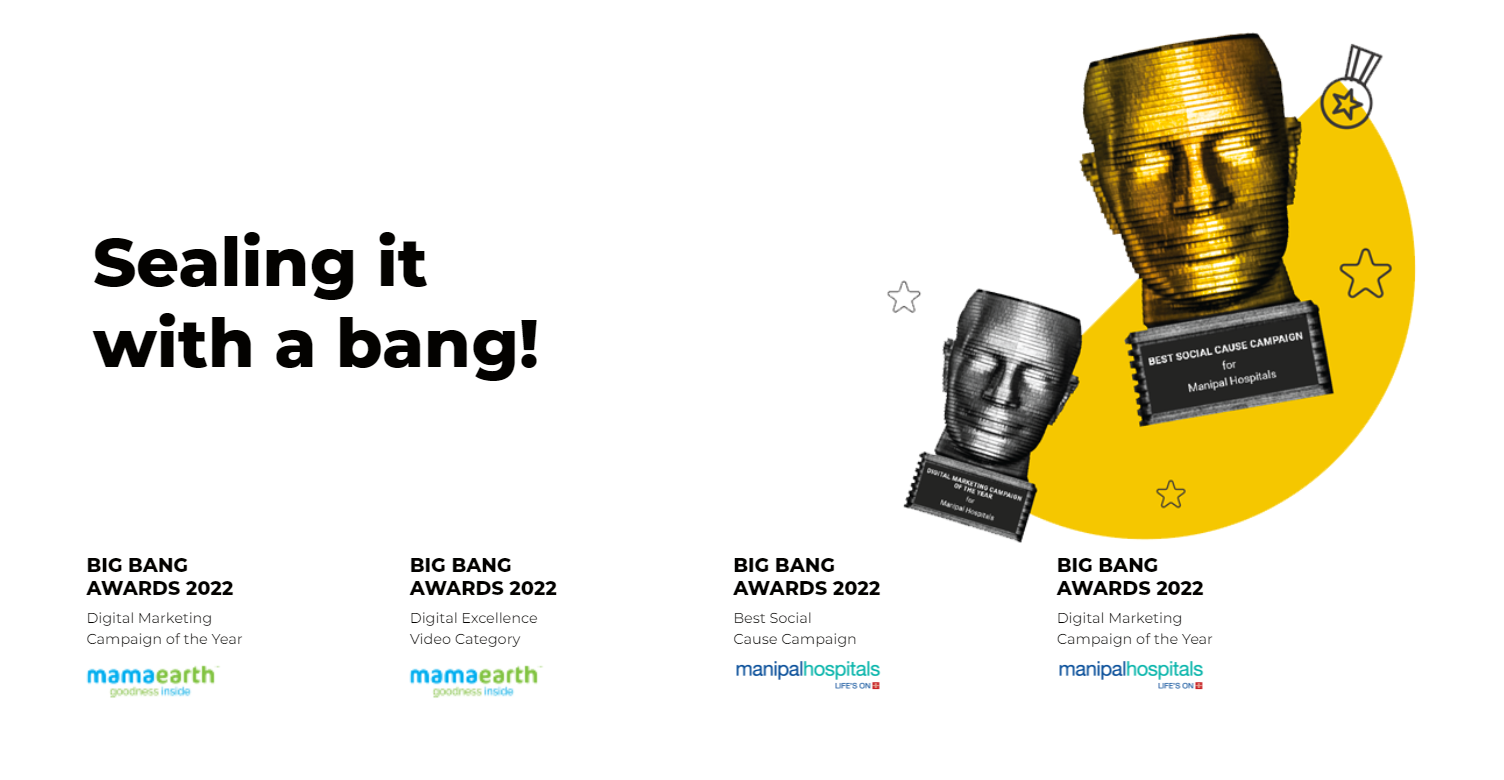 Sealing it
with a bang!
BEST SOCIAL CAUSE CAMPAIGN
for
Manipal Hospitals
DIGITAL MARKETING CAMPAIGN
OF THE YEAR
for
Manipal Hospitals
BIG BANG
AWARDS 2022
Digital Marketing
Campaign of the Year
mamaearth
goodness inside
BIG BANG
AWARDS 2022
Digital Excellence
Video Category
mamaearth
goodness inside
BIG BANG
AWARDS 2022
Best Social
Cause Campaign
manipalhospitals
LIFE'S ON
BIG BANG
AWARDS 2022
Digital Marketing
Campaign of the Year
manipalhospitals
LIFE'S ON